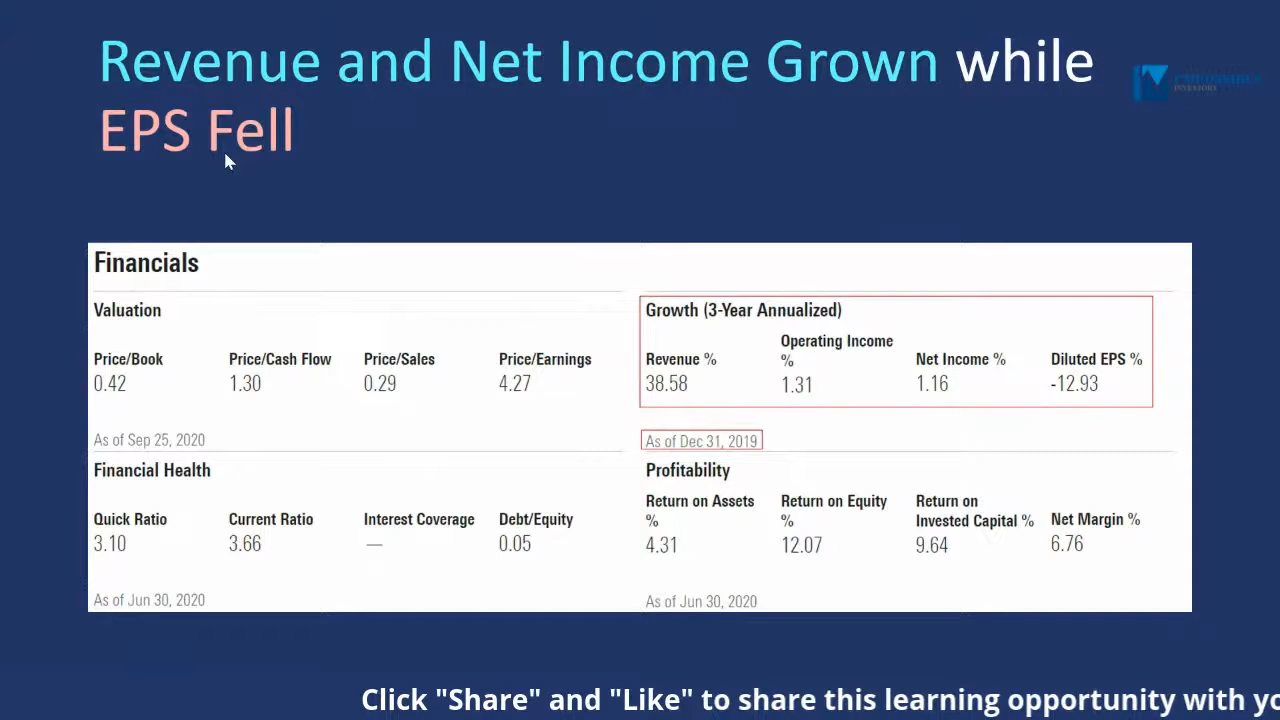 Revenue and Net Income Grown while
EPS Fell
INVESTORY
Financials
Valuation
Price/Book
Price/Cash Flow
Price/Sales
Price/Earnings
0.42
1.30
0.29
4.27
As of Sep 25, 2020
Growth (3-Year Annualized)
Revenue %
Operating Income
%
Net Income %
Diluted EPS %
38.58
1.31
1.16
-12.93
As of Dec 31, 2019
Financial Health
Quick Ratio
Current Ratio
Interest Coverage
Debt/Equity
3.10
3.66
—
0.05
As of Jun 30, 2020
Profitability
Return on Assets
%
Return on Equity
%
Return on
Invested Capital %
Net Margin %
4.31
12.07
9.64
6.76
As of Jun 30, 2020
Click "Share" and "Like" to share this learning opportunity with yo